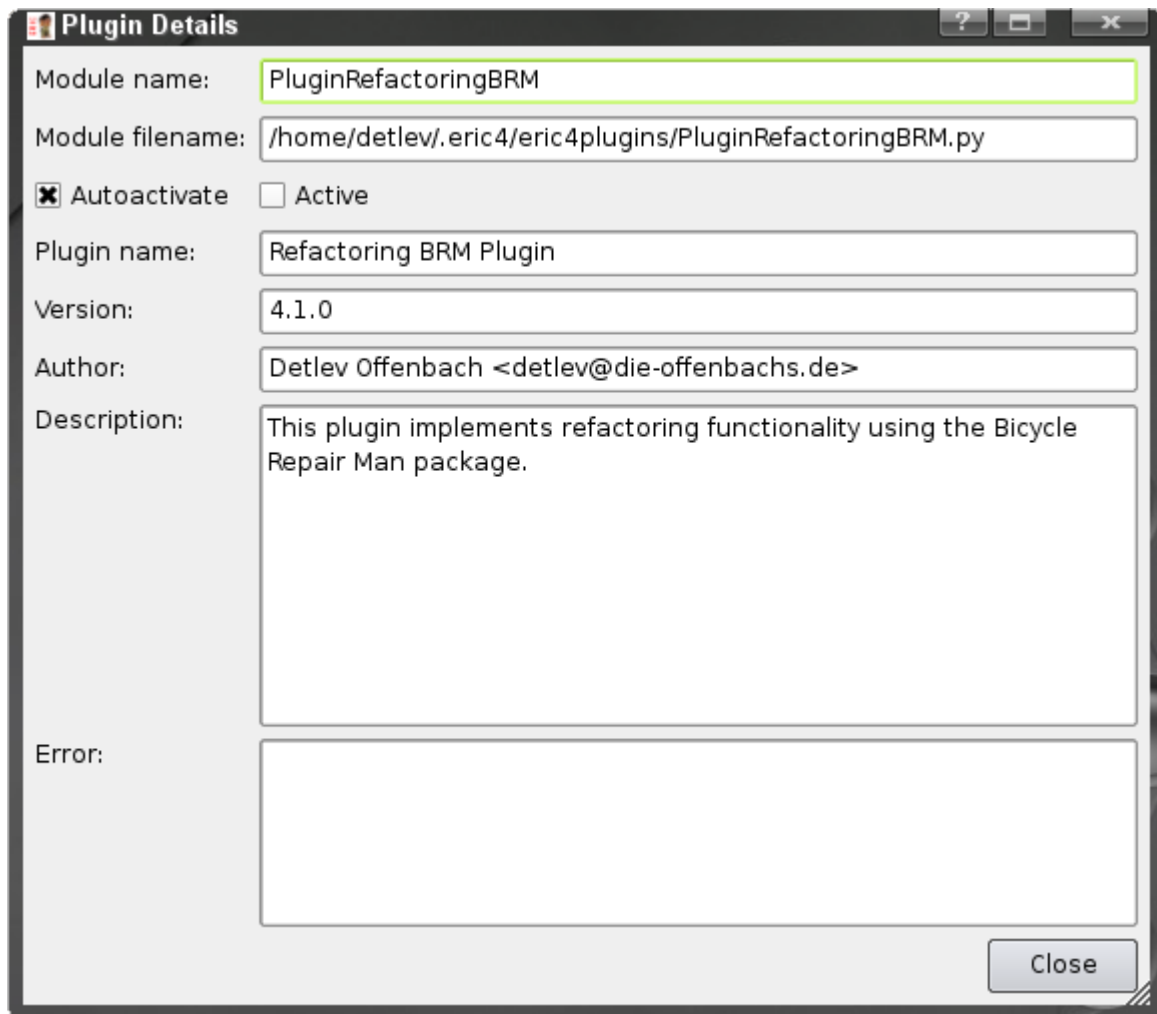 Plugin Details
Module name: PluginRefactoringBRM
Module filename: /home/detlev/.eric4/eric4plugins/PluginRefactoringBRM.py
Autoactivate Active
Plugin name: Refactoring BRM Plugin
Version: 4.1.0
Author: Detlev Offenbach <detlev@die-offenbachs.de>
Description: This plugin implements refactoring functionality using the Bicycle
Repair Man package.
Error:
Close